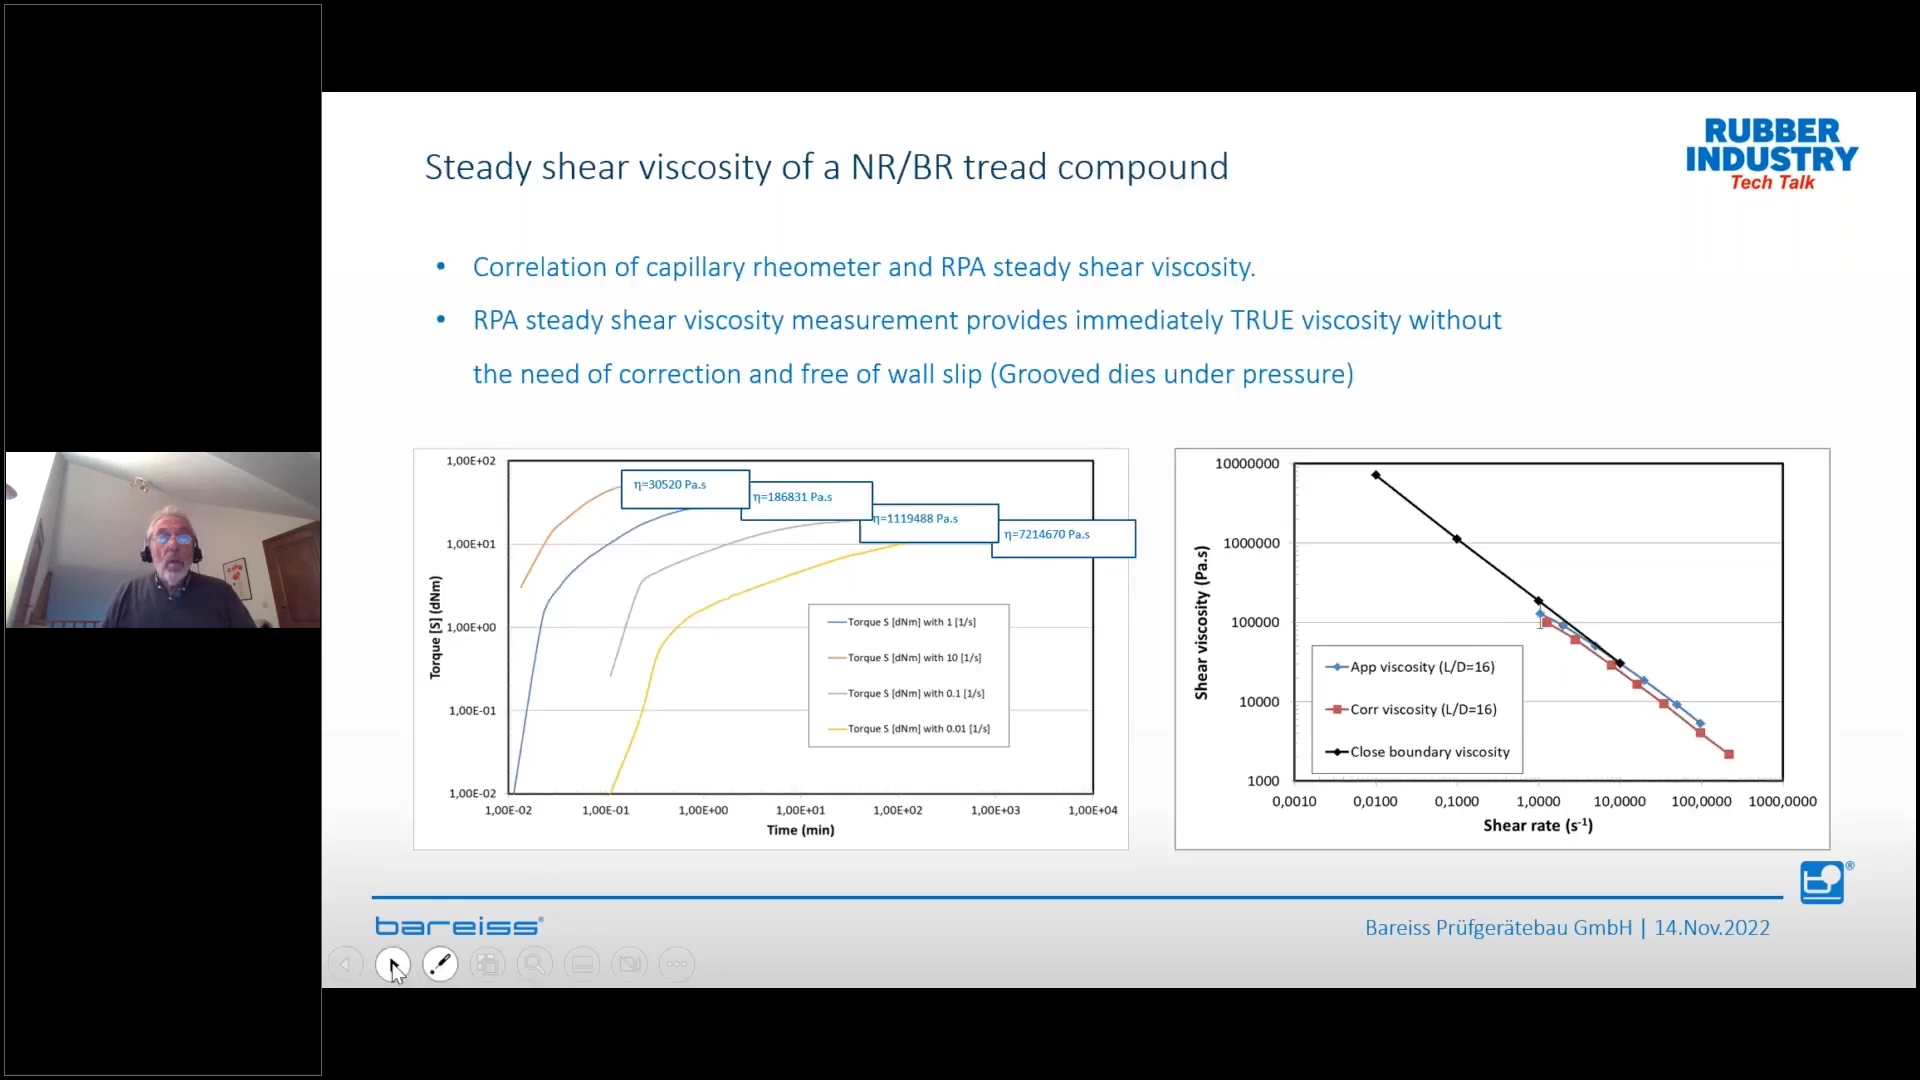 RUBBER
INDUSTRY
Tech Talk
Steady shear viscosity of a NR/BR tread compound
• Correlation of capillary rheometer and RPA steady shear viscosity.
• RPA steady shear viscosity measurement provides immediately TRUE viscosity without
the need of correction and free of wall slip (Grooved dies under pressure)
1,00E+02
1,00E+01
1,00E+00
1,00E-01
1,00E-02
Torque [S] (dNm)
η=30520 Pa.s
η=186831 Pa.s
η=1119488 Pa.s
η=7214670 Pa.s
Torque S [dNm] with 1 [1/s]
Torque S [dNm] with 10 [1/s]
Torque S [dNm] with 0.1 [1/s]
Torque S [dNm] with 0.01 [1/s]
1,00E-02 1,00E-01 1,00E+00 1,00E+01 1,00E+02 1,00E+03 1,00E+04
Time (min)
10000000
1000000
100000
10000
1000
Shear viscosity (Pa.s)
App viscosity (L/D=16)
Corr viscosity (L/D=16)
Close boundary viscosity
0,0010 0,0100 0,1000 1,0000 10,0000 100,0000 1000,0000
Shear rate (s-1)
bareiss®
®
Bareiss Prüfgerätebau GmbH | 14.Nov.2022